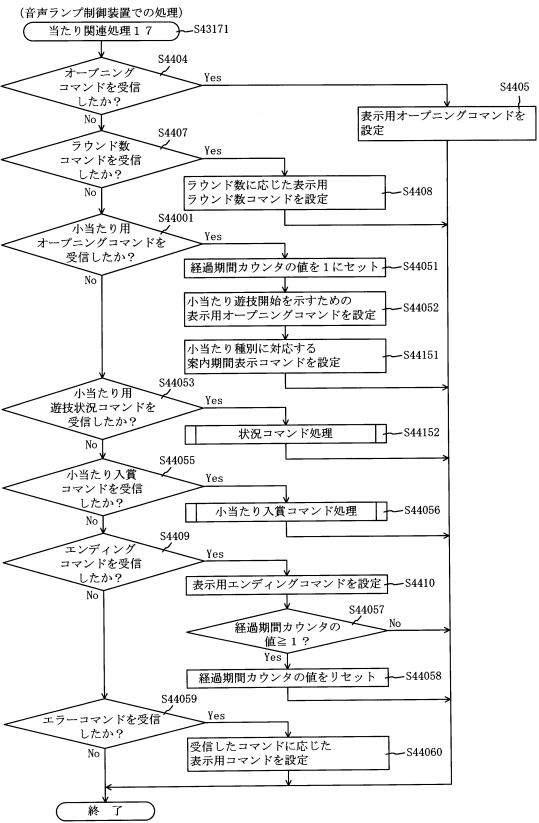 （音声ランプ制御装置での処理）
当たり関連処理１７
S43171
S4404
オープニング
コマンドを受信
したか？
Yes
No
S4405
表示用オープニングコマンドを
設定
S4407
ラウンド数
コマンドを受信
したか？
Yes
No
ラウンド数に応じた表示用
ラウンド数コマンドを設定
S4408
S44001
小当たり用
オープニングコマンドを
受信したか？
Yes
No
経過期間カウンタの値を１にセット
S44051
小当たり遊技開始を示すための
表示用オープニングコマンドを設定
S44052
小当たり種別に対応する
案内期間表示コマンドを設定
S44151
S44053
小当たり用
遊技状況コマンドを
受信したか？
Yes
No
状況コマンド処理
S44152
S44055
小当たり入賞
コマンドを受信
したか？
Yes
No
小当たり入賞コマンド処理
S44056
S4409
エンディング
コマンドを受信
したか？
Yes
No
表示用エンディングコマンドを設定
S4410
S44057
経過期間カウンタの
値≧１？
No
Yes
経過期間カウンタの値をリセット
S44058
S44059
エラーコマンドを受信
したか？
Yes
No
受信したコマンドに応じた
表示用コマンドを設定
S44060
終 了